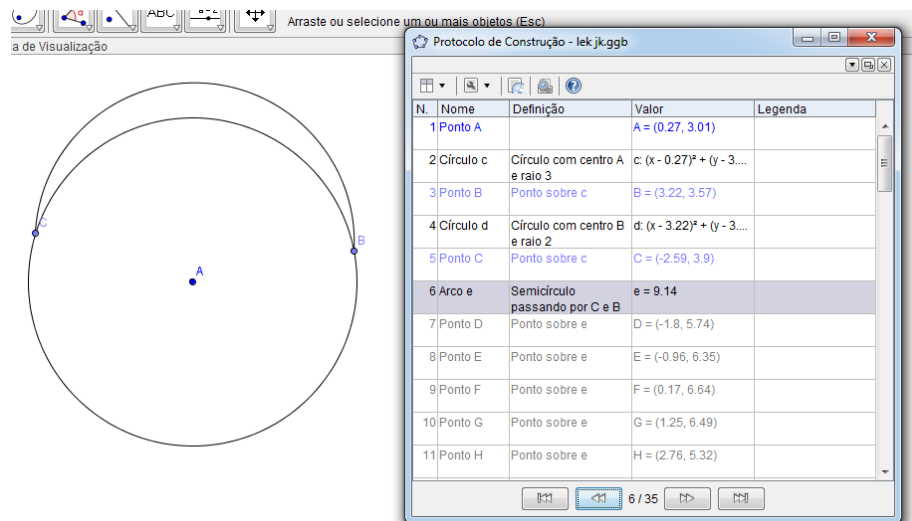 ABC
a=2
Arraste ou selecione um ou mais objetos (Esc)
a de Visualização
C
B
A
Protocolo de Construção - lek jk.ggb
N. Nome Definição Valor Legenda
1 Ponto A A = (0.27, 3.01)
2 Círculo c Círculo com centro A c: (x - 0.27)² + (y - 3....
e raio 3
3 Ponto B Ponto sobre c B = (3.22, 3.57)
4 Círculo d Círculo com centro B d: (x - 3.22)² + (y - 3....
e raio 2
5 Ponto C Ponto sobre c C = (-2.59, 3.9)
6 Arco e Semicírculo e = 9.14
passando por C e B
7 Ponto D Ponto sobre e D = (-1.8, 5.74)
8 Ponto E Ponto sobre e E = (-0.96, 6.35)
9 Ponto F Ponto sobre e F = (0.17, 6.64)
10 Ponto G Ponto sobre e G = (1.25, 6.49)
11 Ponto H Ponto sobre e H = (2.76, 5.32)
6 / 35